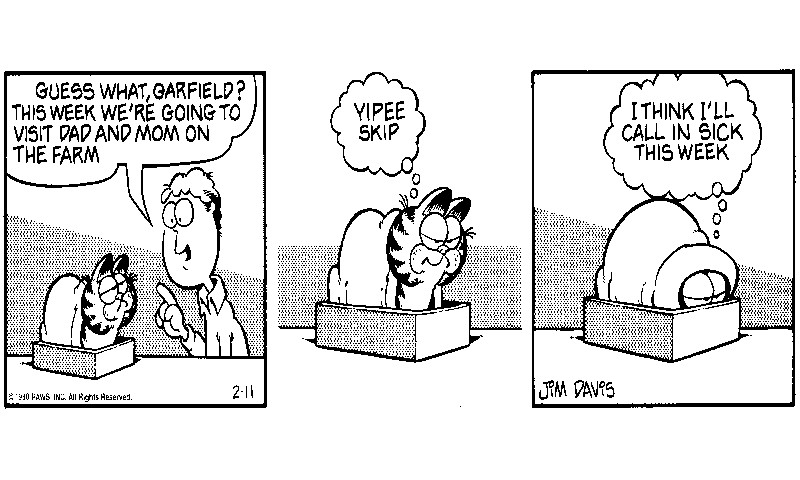 GUESS WHAT, GARFIELD?
THIS WEEK WE'RE GOING TO
VISIT DAD AND MOM ON
THE FARM
© 1980 PAWS, INC. All Rights Reserved.
2-11
YIPEE
SKIP
I THINK I'LL
CALL IN SICK
THIS WEEK
JIM DAVIS